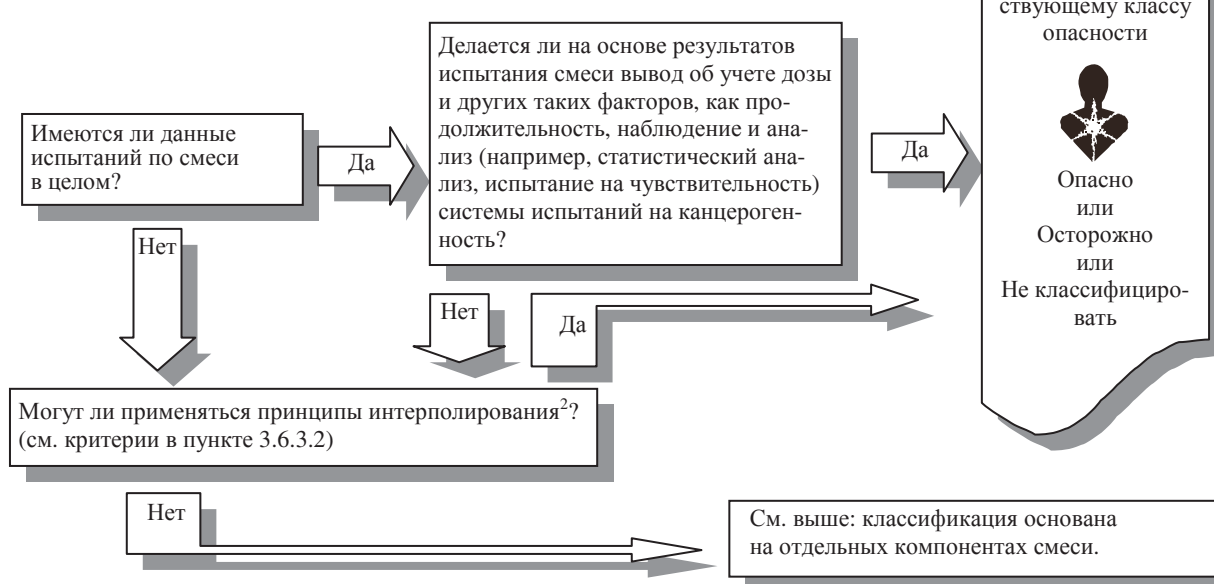 ствующему классу
опасности
Имеются ли данные
испытаний по смеси
в целом?
Да
Делается ли на основе результатов
испытания смеси вывод об учете дозы
и других таких факторов, как про-
должительность, наблюдение и ана-
лиз (например, статистический ана-
лиз, испытание на чувствительность)
системы испытаний на канцероген-
ность?
Да
Опасно
или
Осторожно
или
Не классифициро-
вать
Нет
Нет
Да
Могут ли применяться принципы интерполирования²?
(см. критерии в пункте 3.6.3.2)
Нет
См. выше: классификация основана
на отдельных компонентах смеси.